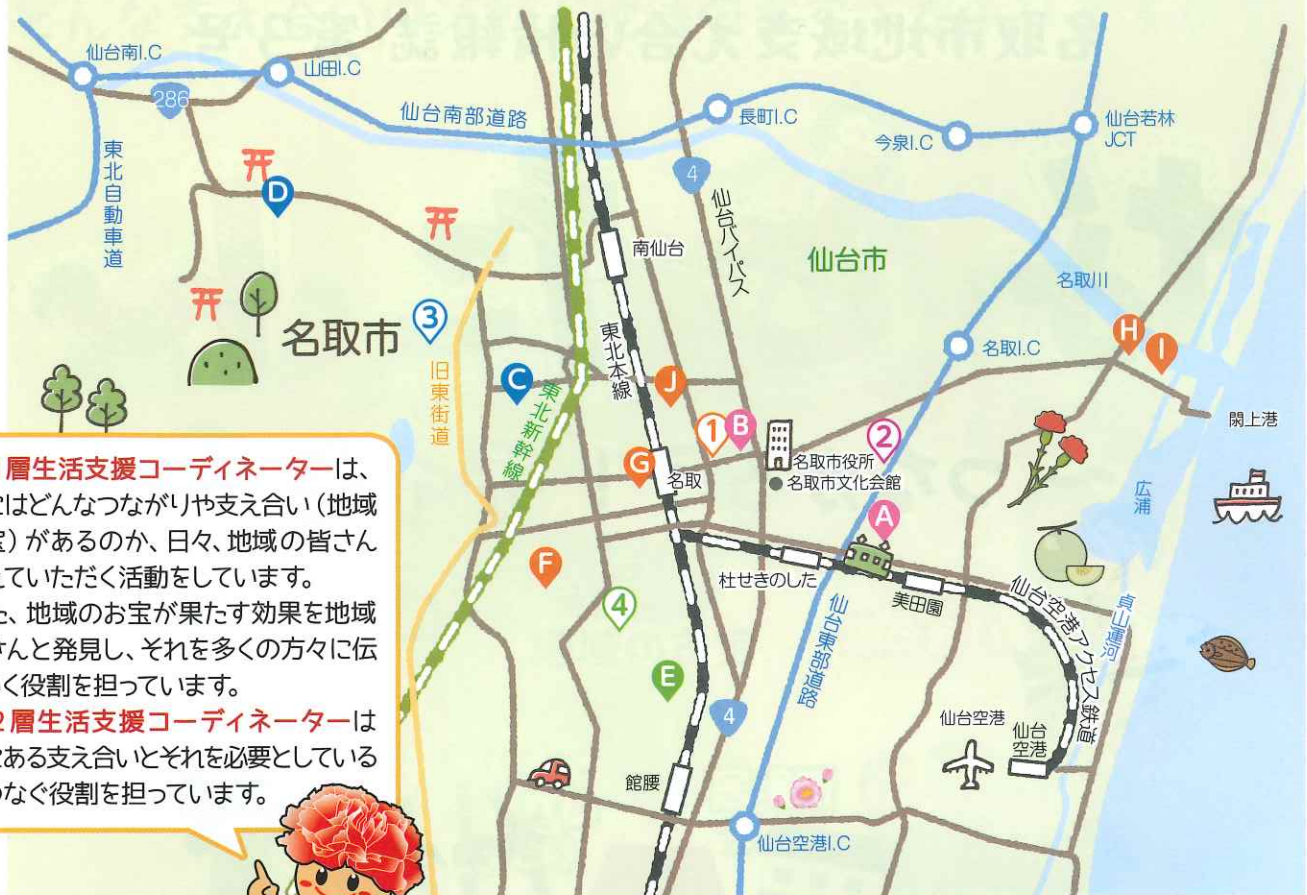 仙台南I.C
山田I.C
286
仙台南部道路
長町I.C
今泉I.C
仙台若林
JCT
東北自動車道
D
4
仙台バイパス
南仙台
仙台市
名取川
名取市
3
旧東街道
東北本線
名取I.C
H
I
C
東北新幹線
J
1
B
2
閖上港
G
名取
名取市役所
名取市文化会館
A
広浦
F
4
杜せきのした
美田園
仙台空港アクセス鉄道
貞山運河
仙台東部道路
E
4
仙台空港
仙台
空港
館腰
仙台空港I.C
層生活支援コーディネーターは、
はどんなつながりや支え合い（地域
）があるのか、日々、地域の皆さん
えていただく活動をしています。
、地域のお宝が果たす効果を地域
さんと発見し、それを多くの方々に伝
く役割を担っています。
2層生活支援コーディネーターは
ある支え合いとそれを必要としている
つなぐ役割を担っています。